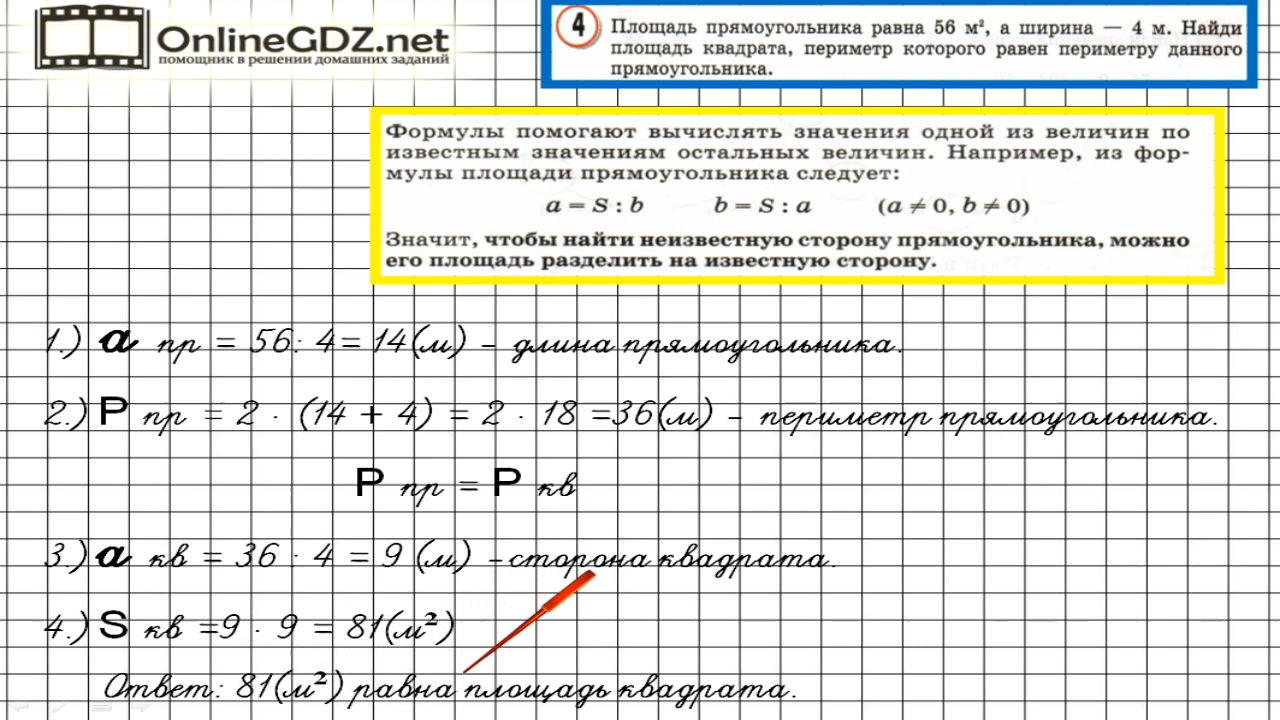 OnlineGDZ.net
помощник в решении домашних заданий
4 Площадь прямоугольника равна 56 м², а ширина — 4 м. Найди
площадь квадрата, периметр которого равен периметру данного
прямоугольника.
Формулы помогают вычислять значения одной из величин по
известным значениям остальных величин. Например, из фор-
мулы площади прямоугольника следует:
a = S : b b = S : a (a ≠ 0, b ≠ 0)
Значит, чтобы найти неизвестную сторону прямоугольника, можно
его площадь разделить на известную сторону.
1.) a пр = 56: 4= 14(м) - длина прямоугольника.
2.) P пр = 2 · (14 + 4) = 2 · 18 =36(м) - периметр прямоугольника.
P пр = P кв
3.) a кв = 36 : 4 = 9 (м) -сторона квадрата.
4.) S кв =9 · 9 = 81(м²)
Ответ: 81(м²) равна площадь квадрата.